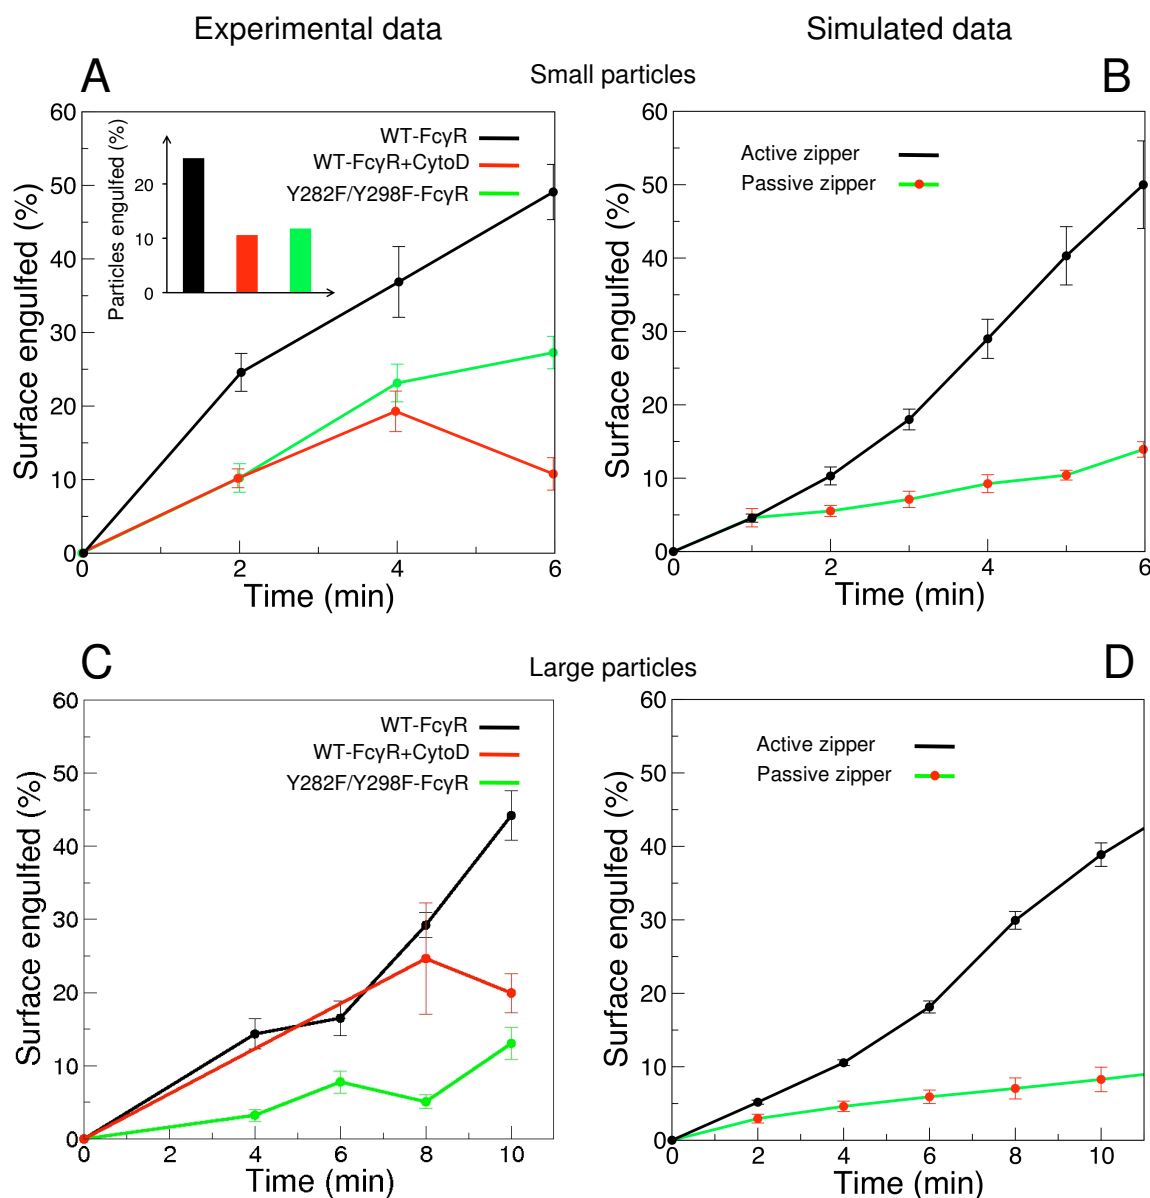 Experimental data
Simulated data
Small particles
A
B
60
50
40
30
20
10
0
Surface engulfed (%)
0
2
4
6
Time (min)
WT-FcγR
WT-FcγR+CytoD
Y282F/Y298F-FcγR
Particles engulfed (%)
20
10
0
60
50
40
30
20
10
0
Surface engulfed (%)
0
2
4
6
Time (min)
Active zipper
Passive zipper
Large particles
C
D
60
50
40
30
20
10
0
Surface engulfed (%)
0
2
4
6
8
10
Time (min)
WT-FcγR
WT-FcγR+CytoD
Y282F/Y298F-FcγR
60
50
40
30
20
10
0
Surface engulfed (%)
0
2
4
6
8
10
Time (min)
Active zipper
Passive zipper